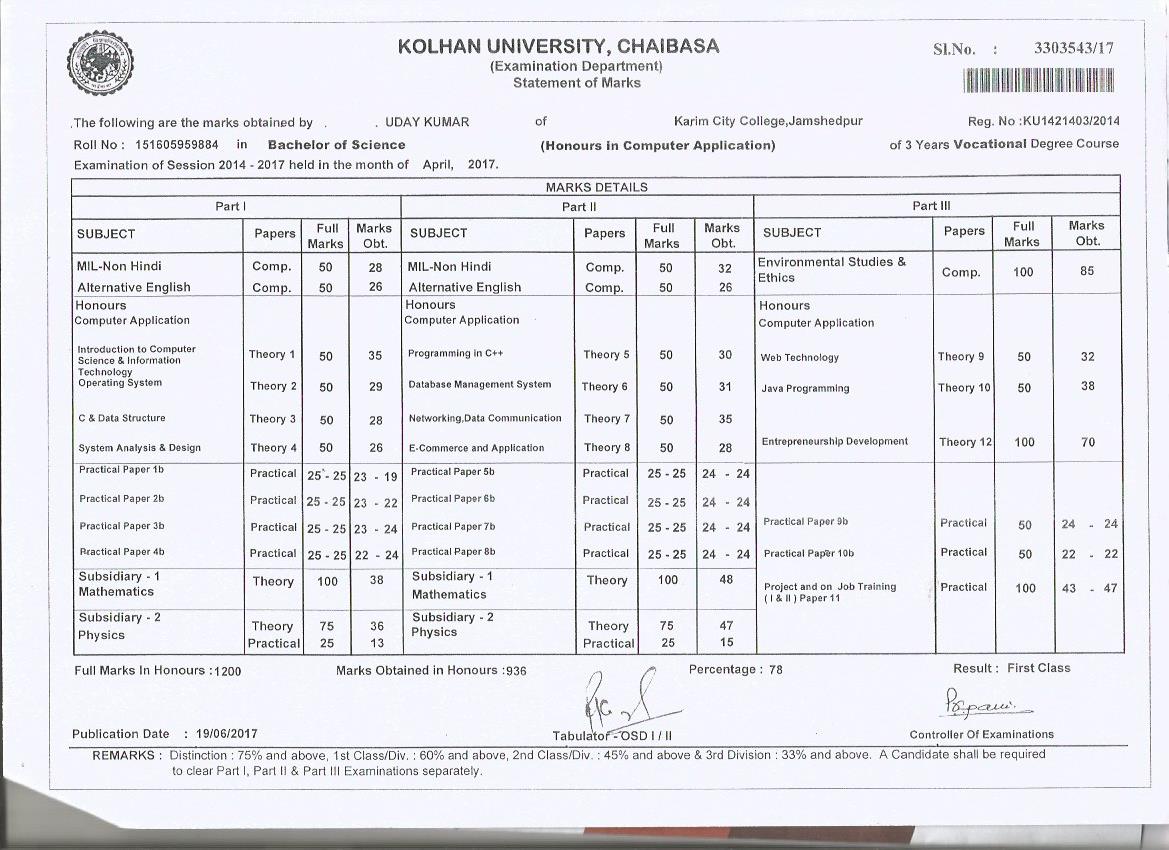 KOLHAN UNIVERSITY, CHAIBASA
(Examination Department)
Statement of Marks
Sl.No. : 3303543/17
.The following are the marks obtained by . . UDAY KUMAR of Karim City College,Jamshedpur Reg. No :KU1421403/2014
Roll No : 151605959884 in Bachelor of Science (Honours in Computer Application) of 3 Years Vocational Degree Course
Examination of Session 2014 - 2017 held in the month of April, 2017.
MARKS DETAILS
Part I Part II Part III
SUBJECT Papers Full Marks Marks Obt. SUBJECT Papers Full Marks Marks Obt. SUBJECT Papers Full Marks Marks Obt.
MIL-Non Hindi Comp. 50 28 MIL-Non Hindi Comp. 50 32 Environmental Studies & Ethics Comp. 100 85
Alternative English Comp. 50 26 Alternative English Comp. 50 26
Honours Honours Honours
Computer Application Computer Application Computer Application
Introduction to Computer Science & Information Technology Theory 1 50 35 Programming in C++ Theory 5 50 30 Web Technology Theory 9 50 32
Operating System Theory 2 50 29 Database Management System Theory 6 50 31 Java Programming Theory 10 50 38
C & Data Structure Theory 3 50 28 Networking,Data Communication Theory 7 50 35
System Analysis & Design Theory 4 50 26 E-Commerce and Application Theory 8 50 28 Entrepreneurship Development Theory 12 100 70
Practical Paper 1b Practical 25 - 25 23 - 19 Practical Paper 5b Practical 25 - 25 24 - 24
Practical Paper 2b Practical 25 - 25 23 - 22 Practical Paper 6b Practical 25 - 25 24 - 24
Practical Paper 3b Practical 25 - 25 23 - 24 Practical Paper 7b Practical 25 - 25 24 - 24 Practical Paper 9b Practical 50 24 - 24
Practical Paper 4b Practical 25 - 25 22 - 24 Practical Paper 8b Practical 25 - 25 24 - 24 Practical Paper 10b Practical 50 22 - 22
Subsidiary - 1 Mathematics Theory 100 38 Subsidiary - 1 Mathematics Theory 100 48 Project and on Job Training ( I & II ) Paper 11 Practical 100 43 - 47
Subsidiary - 2 Physics Theory 75 36 Subsidiary - 2 Physics Theory 75 47
Practical 25 13 Practical 25 15
Full Marks In Honours :1200 Marks Obtained in Honours :936 Percentage : 78 Result : First Class
Publication Date : 19/06/2017 Tabulator - OSD I / II Controller Of Examinations
REMARKS : Distinction : 75% and above, 1st Class/Div. : 60% and above, 2nd Class/Div. : 45% and above & 3rd Division : 33% and above. A Candidate shall be required
to clear Part I, Part II & Part III Examinations separately.